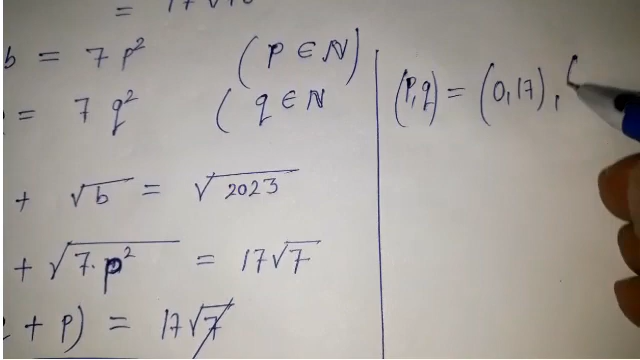 = 17√
b = 7p² (p ∈ N)
= 7q² (q ∈ N
+ √b = √2023
+ √7.p² = 17√7
+ p) = 17√7
(p,q) = (0,17), (